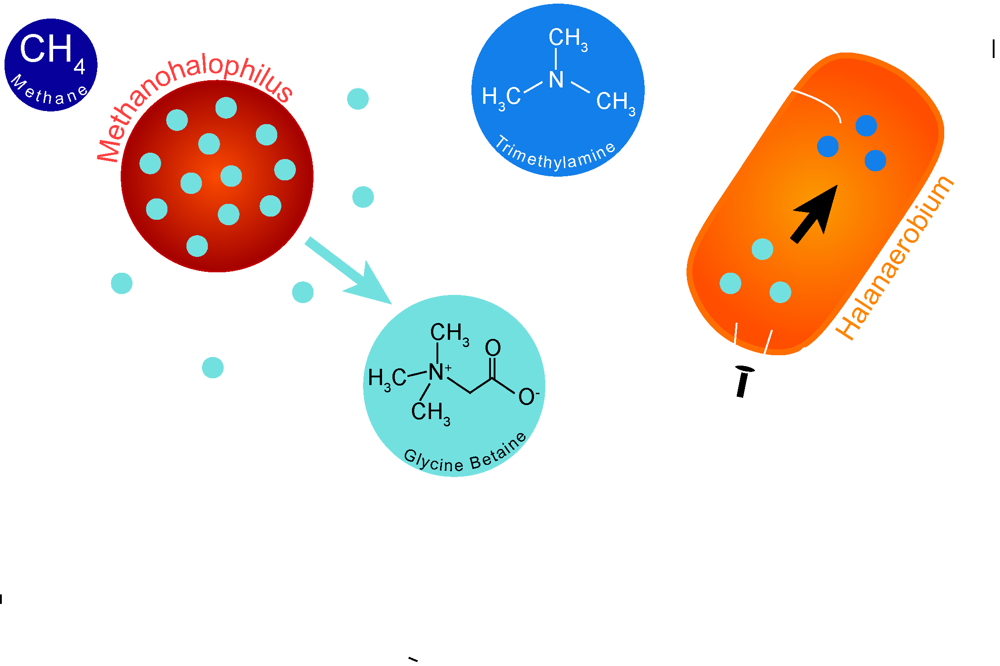 CH4
Methane
Methanohalophilus
CH3
N
H3C
CH3
Trimethylamine
Halanaerobium
CH3
O
H3C
N+
O-
CH3
Glycine Betaine